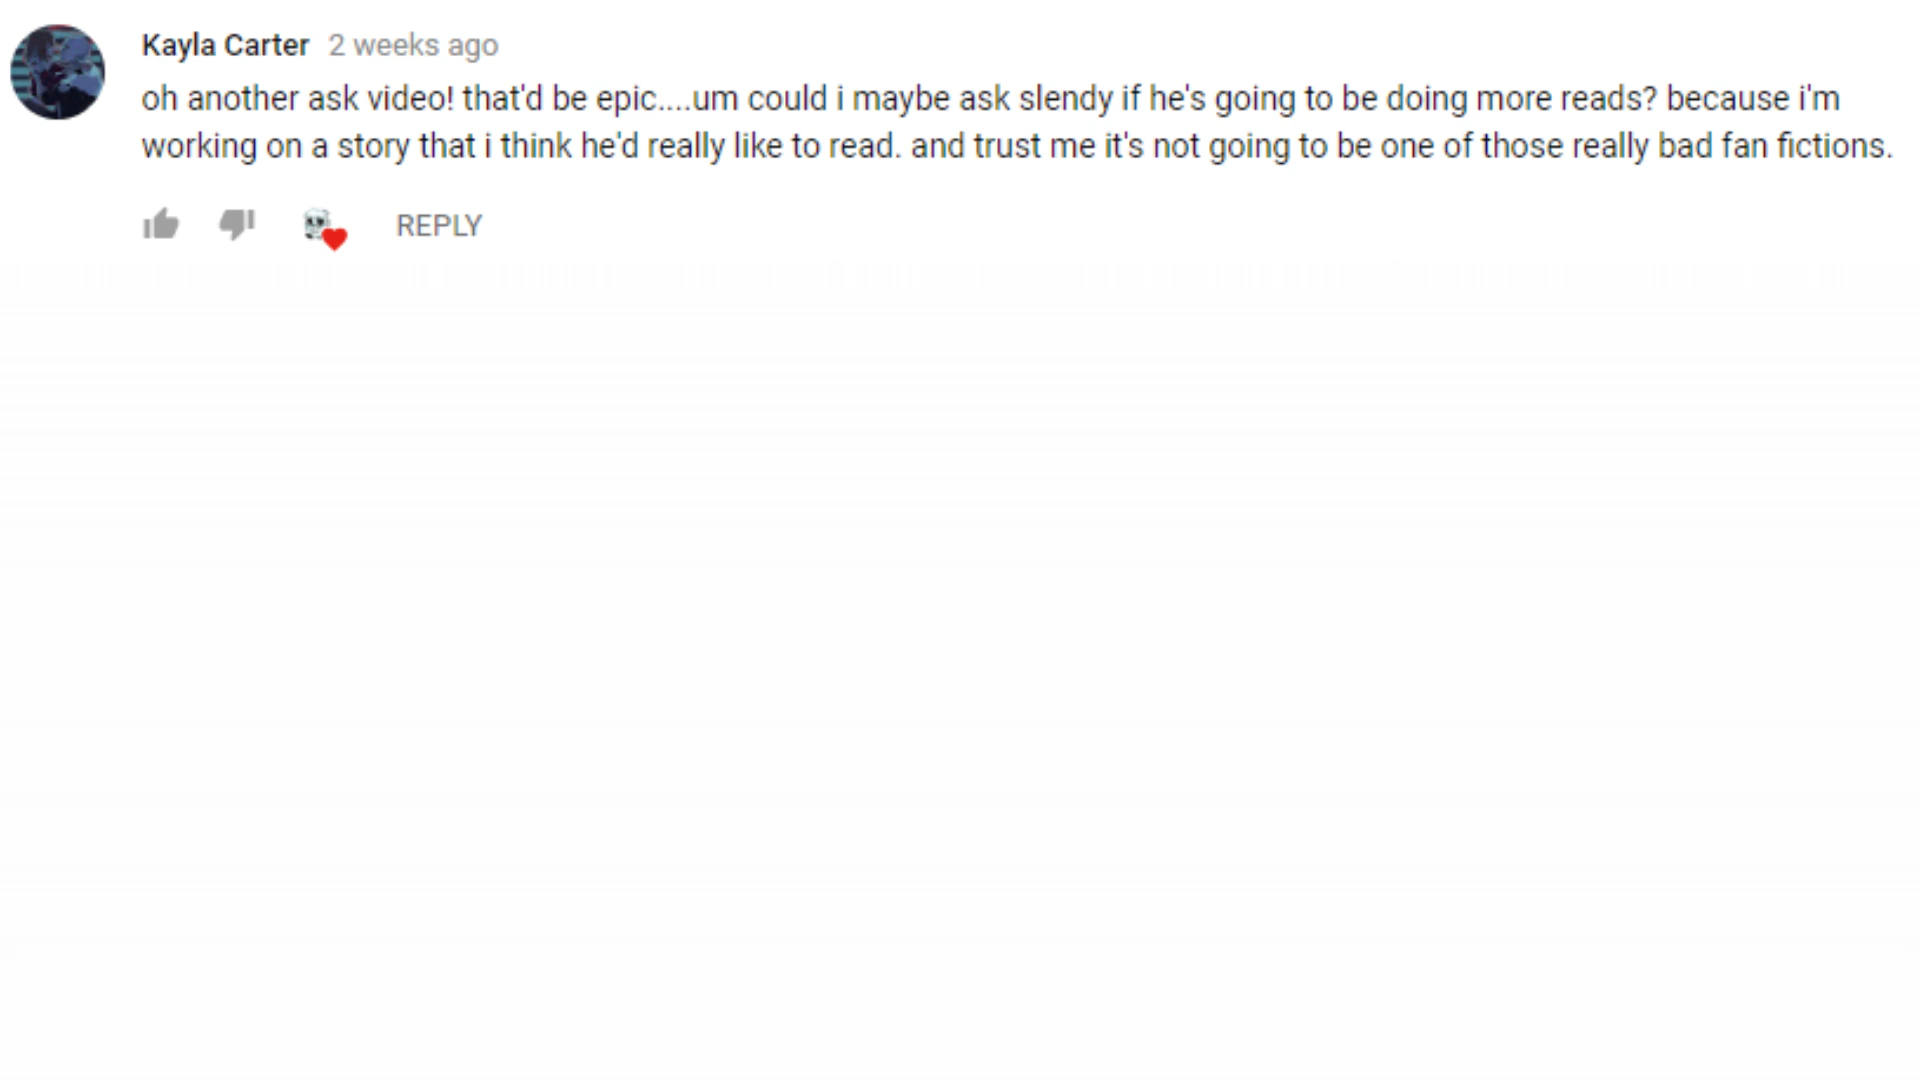 Kayla Carter 2 weeks ago
oh another ask video! that'd be epic....um could i maybe ask slendy if he's going to be doing more reads? because i'm
working on a story that i think he'd really like to read. and trust me it's not going to be one of those really bad fan fictions.
REPLY